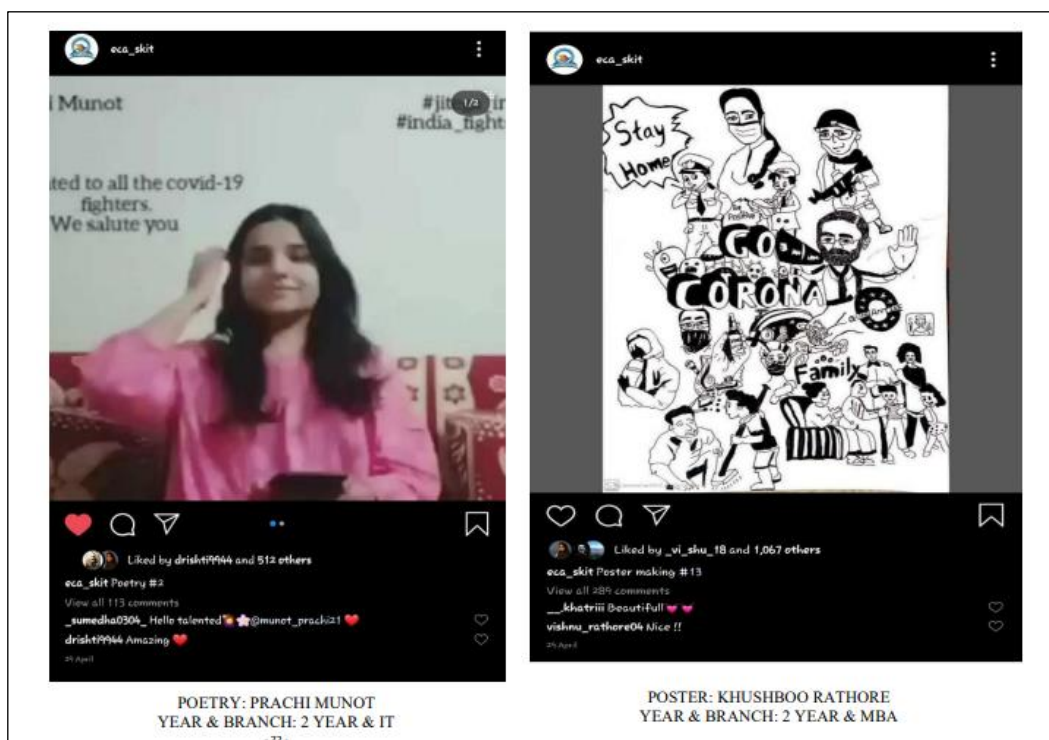 eca_skit
1/2
i Munot
#india_fight
ted to all the covid-19
fighters.
We salute you
Liked by drishti9944 and 512 others
eca_skit Poetry #2
View all 113 comments
_sumedha0304_ Hello talented @munot_prachi21
drishti9944 Amazing
29 April
POETRY: PRACHI MUNOT
YEAR & BRANCH: 2 YEAR & IT
eca_skit
Stay
Home
Positive
GO
CORONA
Family
Liked by _vi_shu_18 and 1,067 others
eca_skit Poster making #13
View all 289 comments
__.khatriii Beautifull
vishnu_rathore04 Nice !!
29 April
POSTER: KHUSHBOO RATHORE
YEAR & BRANCH: 2 YEAR & MBA